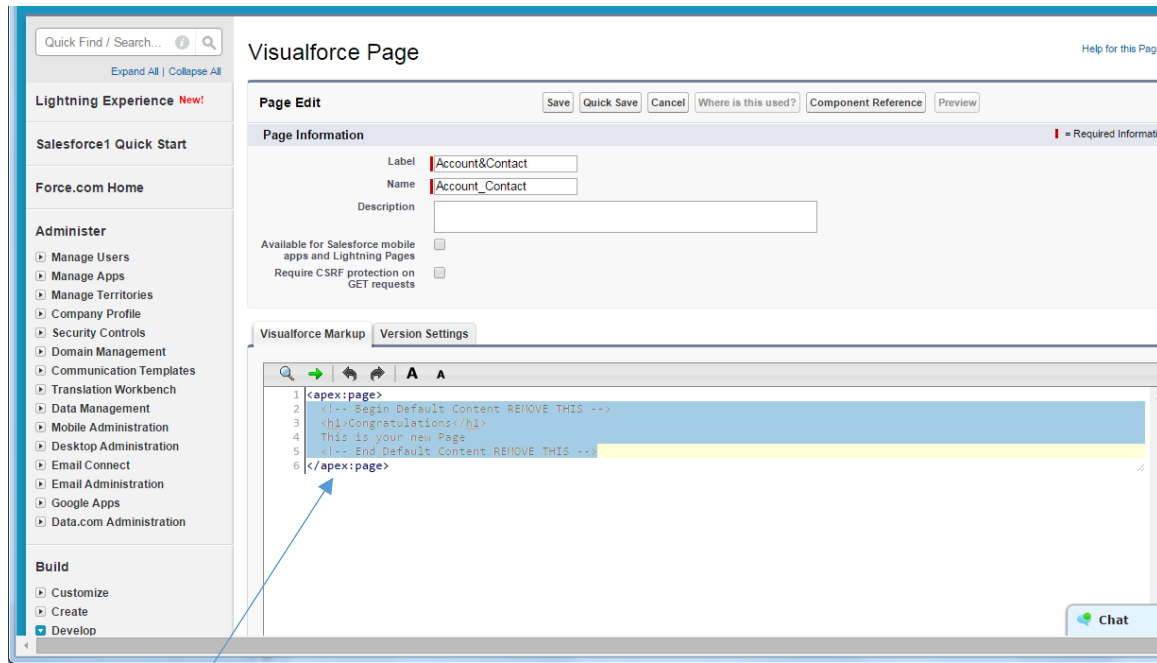 Quick Find / Search...
Expand All | Collapse All
Lightning Experience New!
Salesforce1 Quick Start
Force.com Home
Administer
Manage Users
Manage Apps
Manage Territories
Company Profile
Security Controls
Domain Management
Communication Templates
Translation Workbench
Data Management
Mobile Administration
Desktop Administration
Email Connect
Email Administration
Google Apps
Data.com Administration
Build
Customize
Create
Develop
Visualforce Page
Help for this Pag
Page Edit
Save Quick Save Cancel Where is this used? Component Reference Preview
Page Information
= Required Informati
Label Account&Contact
Name Account_Contact
Description
Available for Salesforce mobile
apps and Lightning Pages
Require CSRF protection on
GET requests
Visualforce Markup Version Settings
A A
1 <apex:page>
2 <!-- Begin Default Content REMOVE THIS -->
3 <h1>Congratulations</h1>
4 This is your new Page
5 <!-- End Default Content REMOVE THIS -->
6 </apex:page>
Chat